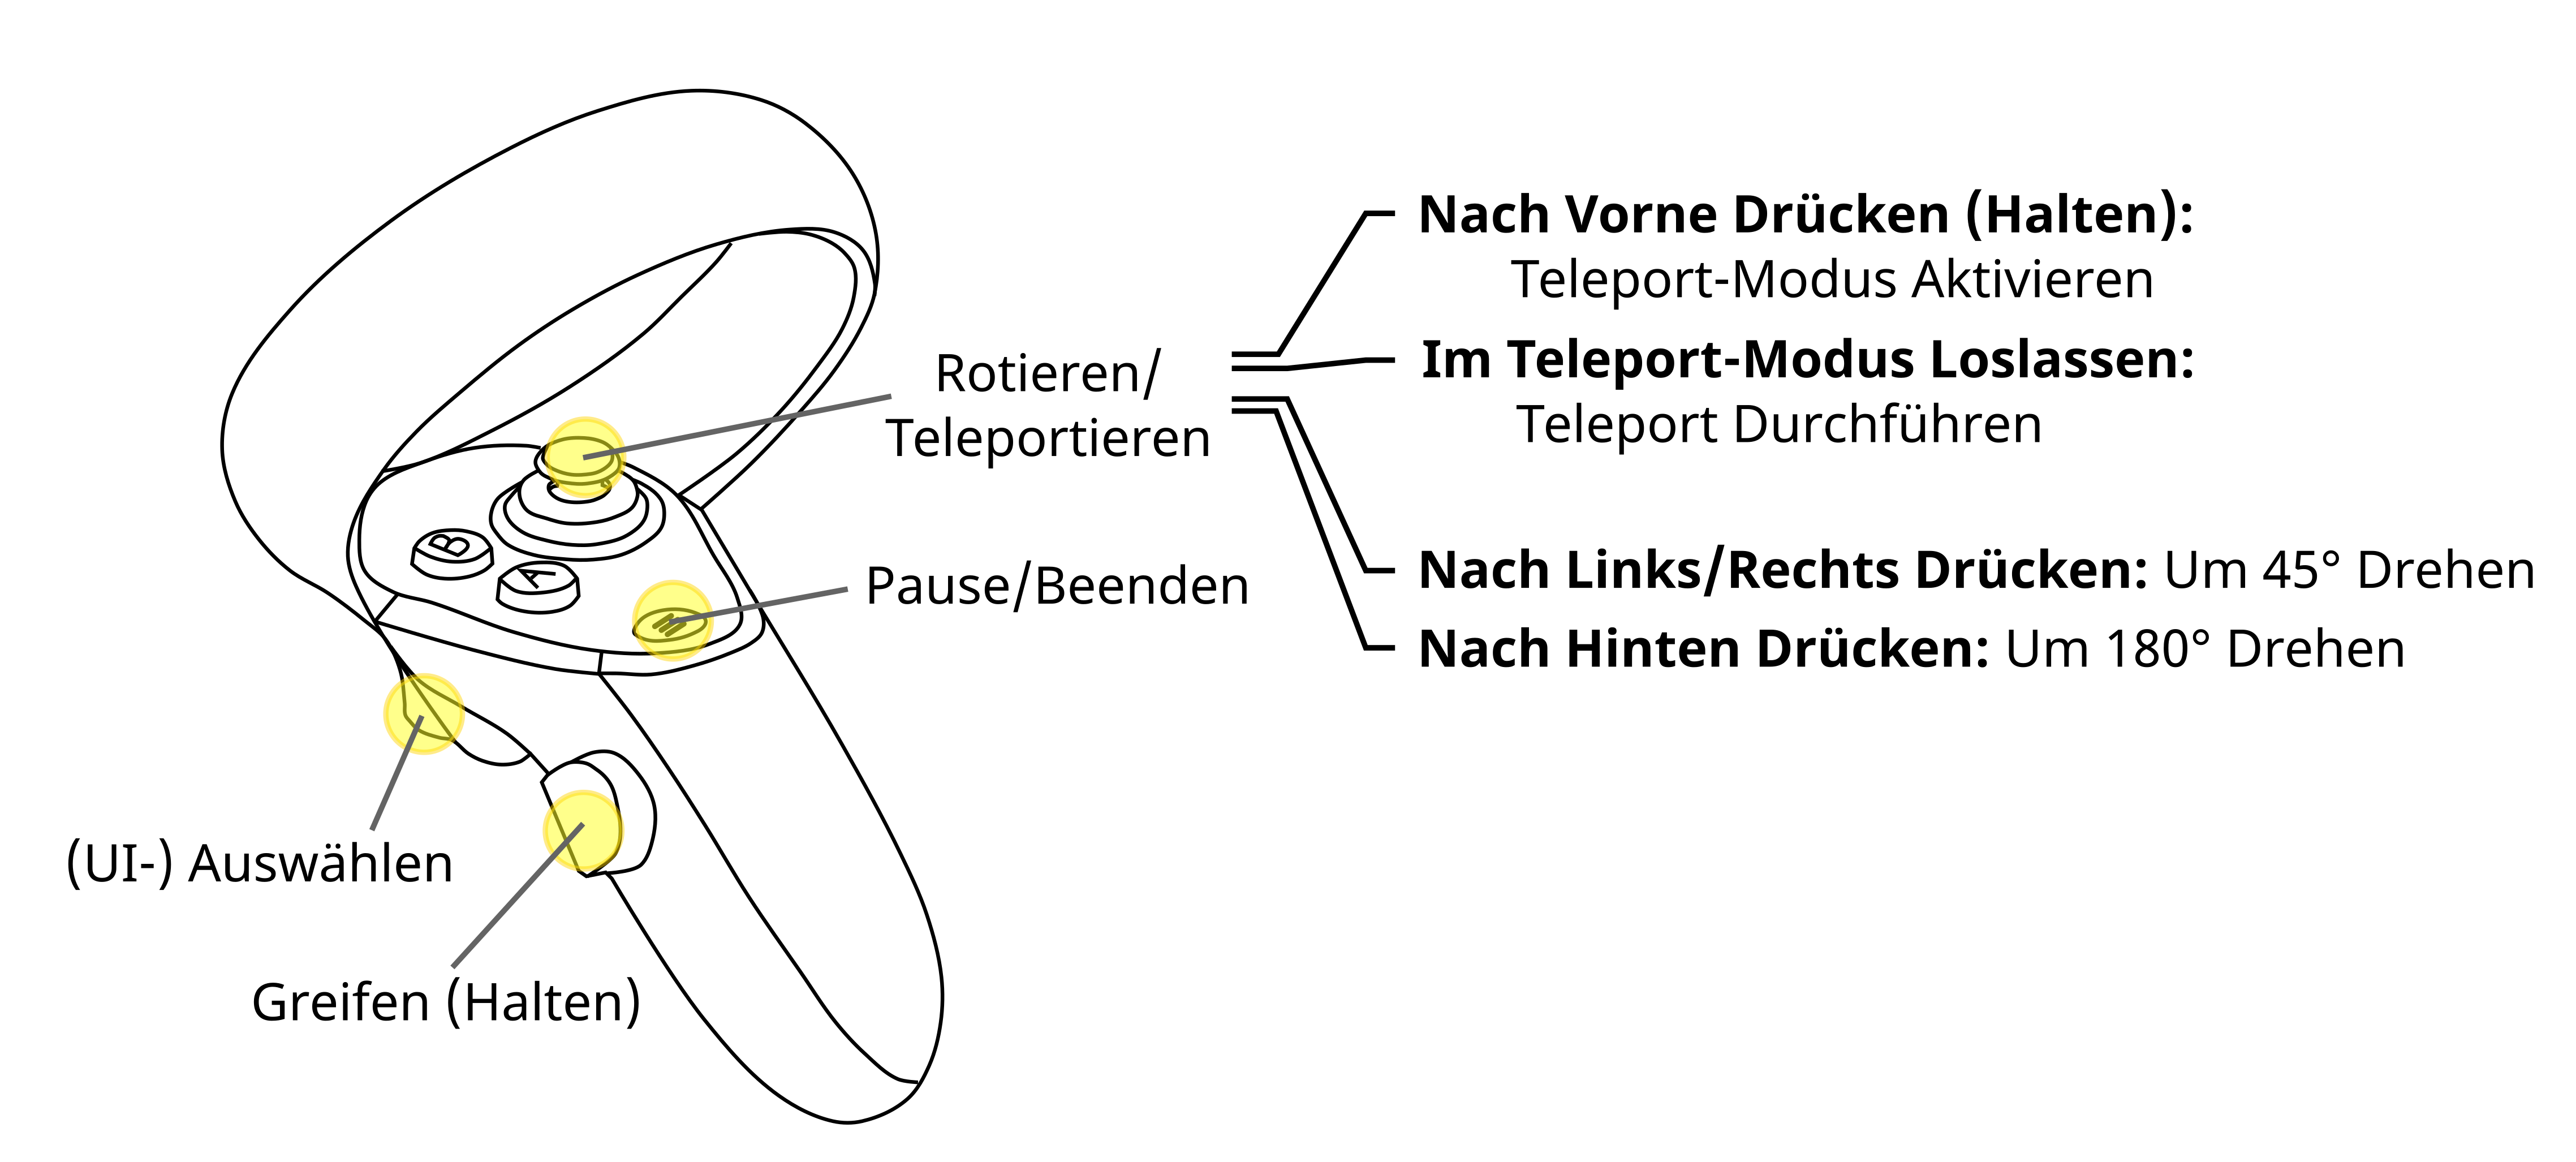 Nach Vorne Drücken (Halten):
Teleport-Modus Aktivieren
Im Teleport-Modus Loslassen:
Teleport Durchführen
Rotieren/
Teleportieren
Nach Links/Rechts Drücken: Um 45° Drehen
Nach Hinten Drücken: Um 180° Drehen
B
A
Pause/Beenden
(UI-) Auswählen
Greifen (Halten)